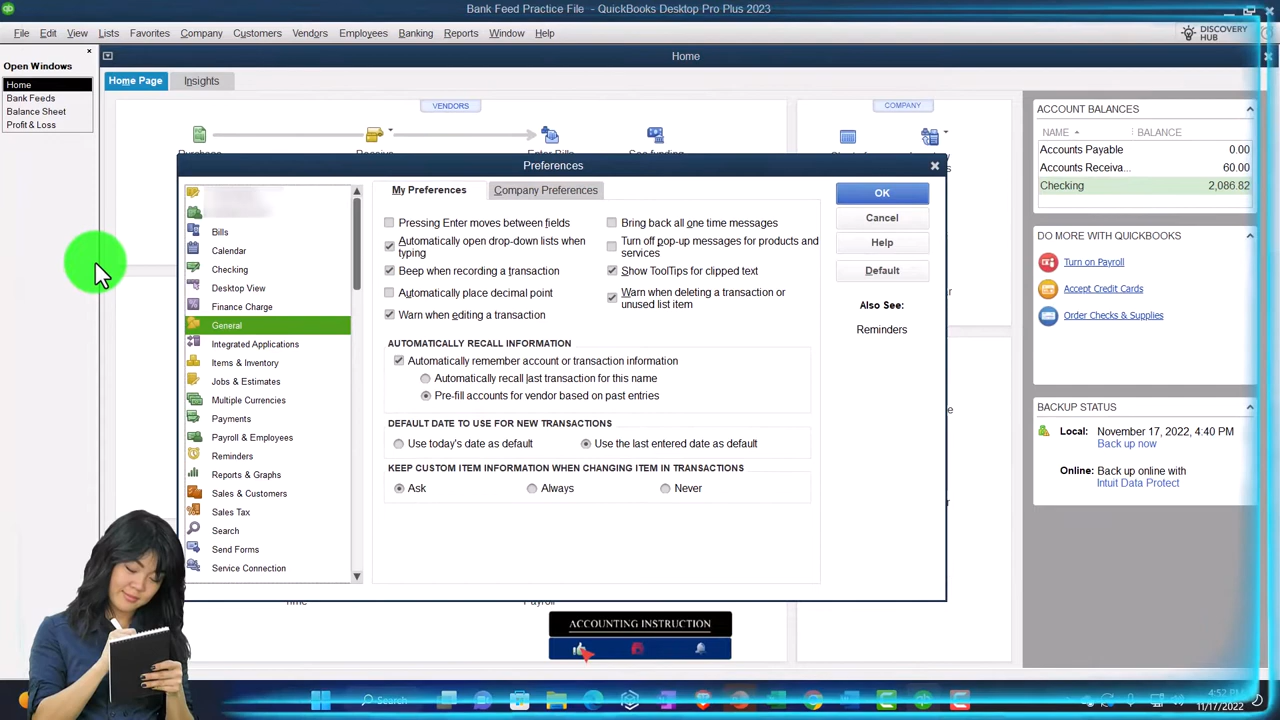 Bank Feed Practice File - QuickBooks Desktop Pro Plus 2023
File Edit View Lists Favorites Company Customers Vendors Employees Banking Reports Window Help
DISCOVERY
HUB
Open Windows
Home
Bank Feeds
Balance Sheet
Profit & Loss
Home
Home Page
Insights
VENDORS
COMPANY
Preferences
Bills
Calendar
Checking
Desktop View
Finance Charge
General
Integrated Applications
Items & Inventory
Jobs & Estimates
Multiple Currencies
Payments
Payroll & Employees
Reminders
Reports & Graphs
Sales & Customers
Sales Tax
Search
Send Forms
Service Connection
My Preferences
Company Preferences
Pressing Enter moves between fields
Automatically open drop-down lists when
typing
Beep when recording a transaction
Automatically place decimal point
Warn when editing a transaction
Bring back all one time messages
Turn off pop-up messages for products and
services
Show ToolTips for clipped text
Warn when deleting a transaction or
unused list item
AUTOMATICALLY RECALL INFORMATION
Automatically remember account or transaction information
Automatically recall last transaction for this name
Pre-fill accounts for vendor based on past entries
DEFAULT DATE TO USE FOR NEW TRANSACTIONS
Use today's date as default
Use the last entered date as default
KEEP CUSTOM ITEM INFORMATION WHEN CHANGING ITEM IN TRANSACTIONS
Ask
Always
Never
OK
Cancel
Help
Default
Also See:
Reminders
ACCOUNT BALANCES
NAME BALANCE
Accounts Payable 0.00
Accounts Receiva... 60.00
Checking 2,086.82
DO MORE WITH QUICKBOOKS
Turn on Payroll
Accept Credit Cards
Order Checks & Supplies
BACKUP STATUS
Local: November 17, 2022, 4:40 PM
Back up now
Online: Back up online with
Intuit Data Protect
ACCOUNTING INSTRUCTION
Search
4:52 PM
11/17/2022